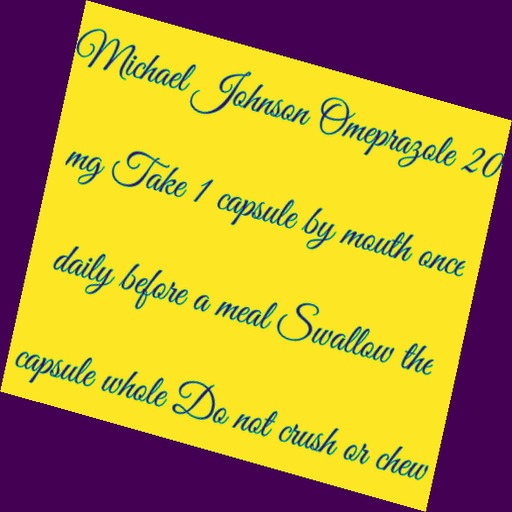 Michael Johnson Omeprazole 20
mg Take 1 capsule by mouth once
daily before a meal Swallow the
capsule whole Do not crush or chew